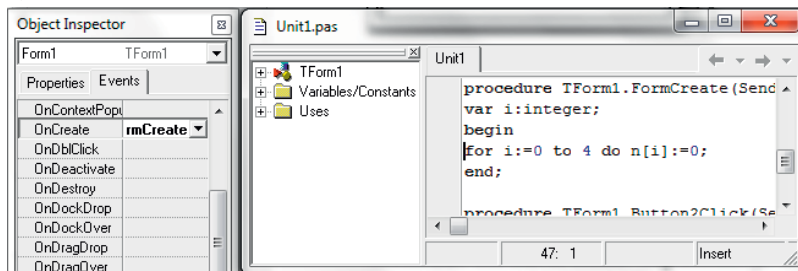 Object Inspector
Form1 TForm1
Properties Events
OnContextPopu
OnCreate rmCreate
OnDblClick
OnDeactivate
OnDestroy
OnDockDrop
OnDockOver
OnDragDrop
OnDragOver
Unit1.pas
TForm1
Variables/Constants
Uses
Unit1
procedure TForm1.FormCreate(Send
var i:integer;
begin
for i:=0 to 4 do n[i]:=0;
end;
procedure TForm1.Button2Click(Se
47: 1 Insert